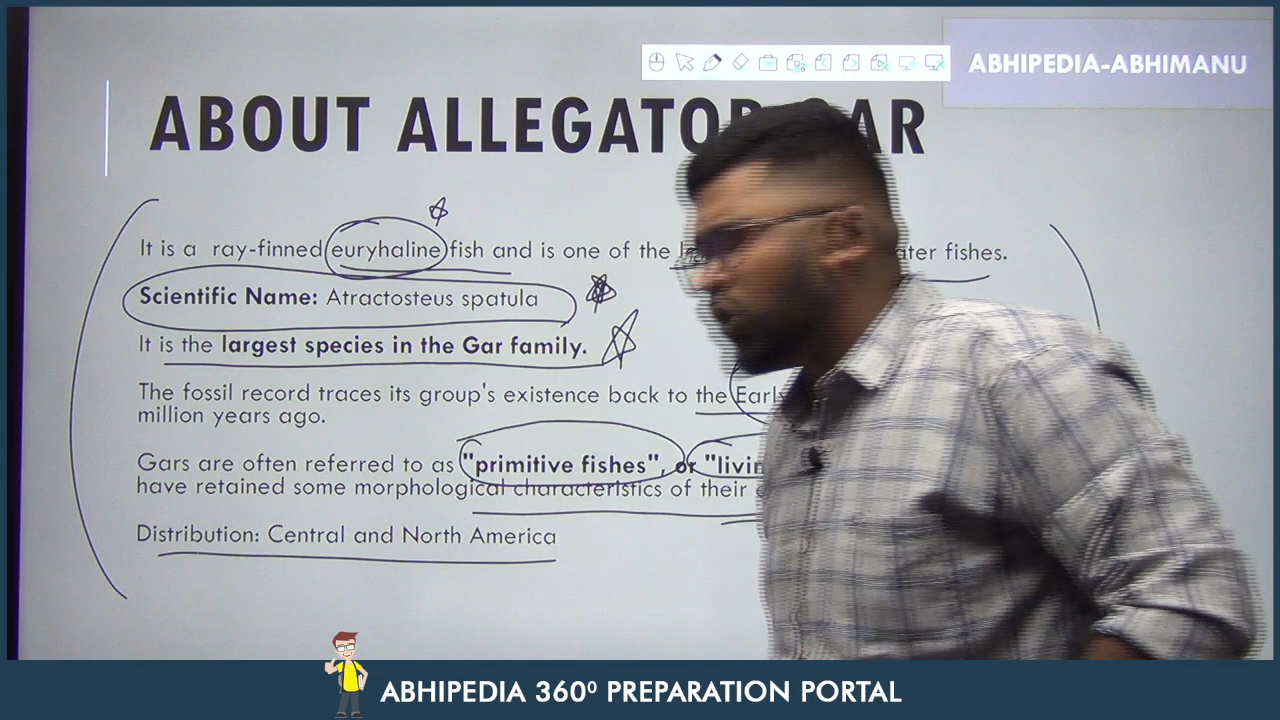 ABHIPEDIA-ABHIMANU
ABOUT ALLEGATOR GAR
It is a ray-finned euryhaline fish and is one of the fishes.
Scientific Name: Atractosteus spatula
It is the largest species in the Gar family.
The fossil record traces its group's existence back to the
million years ago.
Gars are often referred to as "primitive fishes", or
have retained some morphological characteristics of their
Distribution: Central and North America
ABHIPEDIA 360⁰ PREPARATION PORTAL